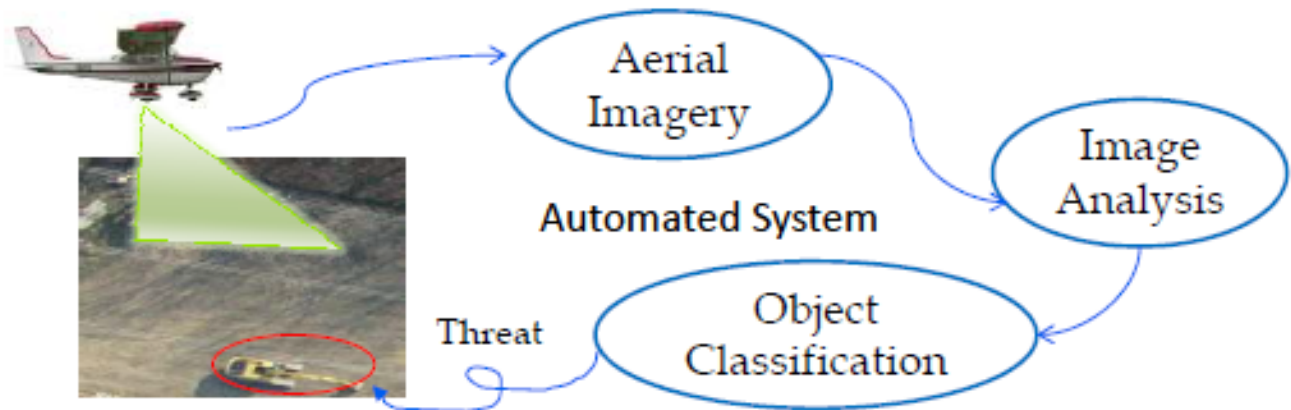 Aerial
Imagery
Image
Analysis
Automated System
Object
Classification
Threat